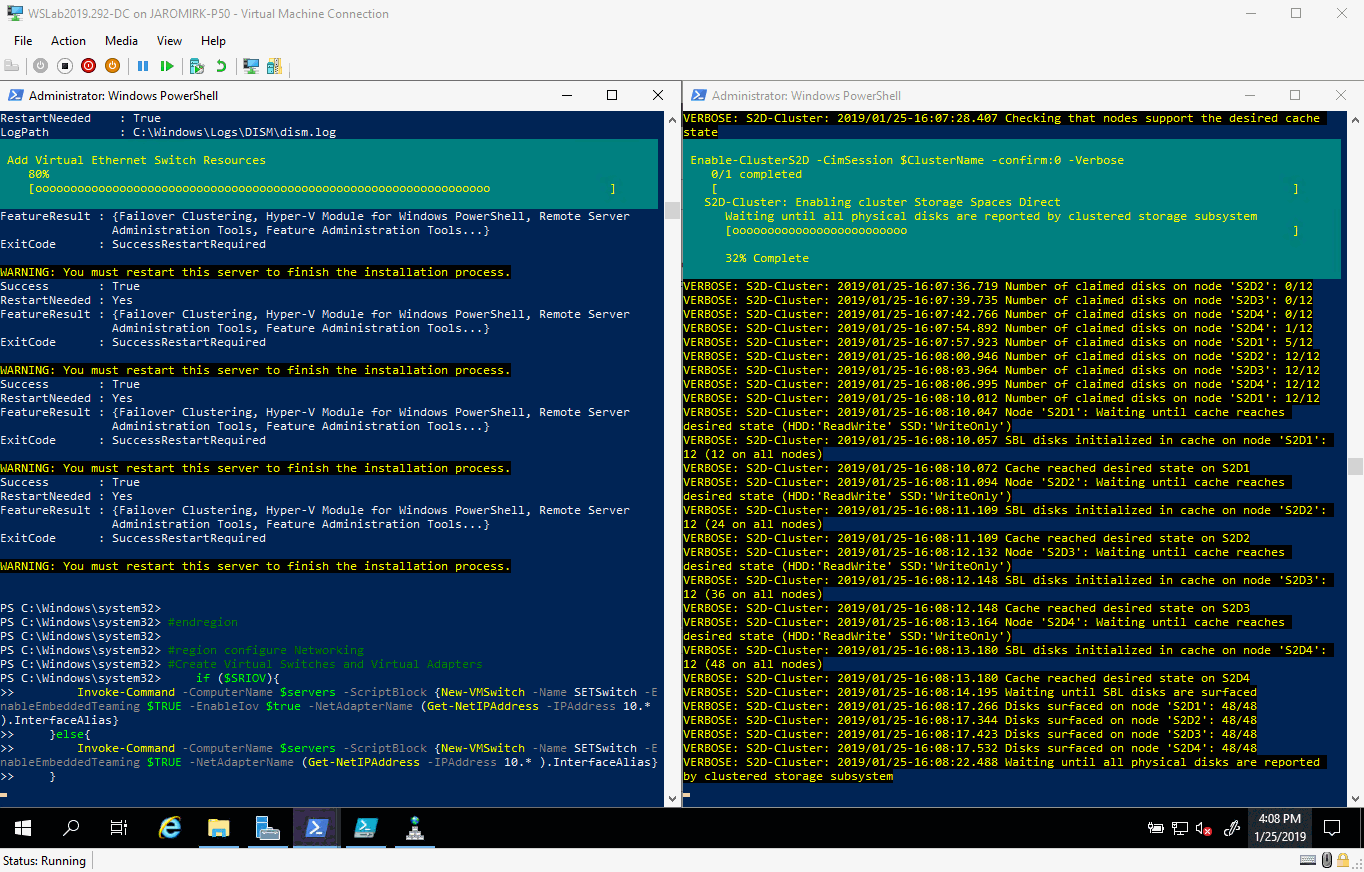 WSLab2019.292-DC on JAROMIRK-P50 - Virtual Machine Connection
File Action Media View Help
Administrator: Windows PowerShell
RestartNeeded    : True
LogPath          : C:\Windows\Logs\DISM\dism.log
Add Virtual Ethernet Switch Resources
80%
[ooooooooooooooooooooooooooooooooooooooooooooooooooooooooooooooooo                 ]
FeatureResult : {Failover Clustering, Hyper-V Module for Windows PowerShell, Remote Server
Administration Tools, Feature Administration Tools...}
ExitCode      : SuccessRestartRequired
WARNING: You must restart this server to finish the installation process.
Success       : True
RestartNeeded : Yes
FeatureResult : {Failover Clustering, Hyper-V Module for Windows PowerShell, Remote Server
Administration Tools, Feature Administration Tools...}
ExitCode      : SuccessRestartRequired
WARNING: You must restart this server to finish the installation process.
Success       : True
RestartNeeded : Yes
FeatureResult : {Failover Clustering, Hyper-V Module for Windows PowerShell, Remote Server
Administration Tools, Feature Administration Tools...}
ExitCode      : SuccessRestartRequired
WARNING: You must restart this server to finish the installation process.
Success       : True
RestartNeeded : Yes
FeatureResult : {Failover Clustering, Hyper-V Module for Windows PowerShell, Remote Server
Administration Tools, Feature Administration Tools...}
ExitCode      : SuccessRestartRequired
WARNING: You must restart this server to finish the installation process.
PS C:\Windows\system32>
PS C:\Windows\system32> #endregion
PS C:\Windows\system32>
PS C:\Windows\system32> #region configure Networking
PS C:\Windows\system32> #Create Virtual Switches and Virtual Adapters
PS C:\Windows\system32>     if ($SRIOV){
>>         Invoke-Command -ComputerName $servers -ScriptBlock {New-VMSwitch -Name SETSwitch -E
nableEmbeddedTeaming $TRUE -EnableIov $true -NetAdapterName (Get-NetIPAddress -IPAddress 10.*
).InterfaceAlias}
>>     }else{
>>         Invoke-Command -ComputerName $servers -ScriptBlock {New-VMSwitch -Name SETSwitch -E
nableEmbeddedTeaming $TRUE -NetAdapterName (Get-NetIPAddress -IPAddress 10.* ).InterfaceAlias}
>>     }
Administrator: Windows PowerShell
VERBOSE: S2D-Cluster: 2019/01/25-16:07:28.407 Checking that nodes support the desired cache
state
Enable-ClusterS2D -CimSession $ClusterName -confirm:0 -Verbose
0/1 completed
[                                                                                  ]
S2D-Cluster: Enabling cluster Storage Spaces Direct
Waiting until all physical disks are reported by clustered storage subsystem
[ooooooooooooooooooooooooo                                                       ]
32% Complete
VERBOSE: S2D-Cluster: 2019/01/25-16:07:36.719 Number of claimed disks on node 'S2D2': 0/12
VERBOSE: S2D-Cluster: 2019/01/25-16:07:39.735 Number of claimed disks on node 'S2D3': 0/12
VERBOSE: S2D-Cluster: 2019/01/25-16:07:42.766 Number of claimed disks on node 'S2D4': 0/12
VERBOSE: S2D-Cluster: 2019/01/25-16:07:54.892 Number of claimed disks on node 'S2D4': 1/12
VERBOSE: S2D-Cluster: 2019/01/25-16:07:57.923 Number of claimed disks on node 'S2D1': 5/12
VERBOSE: S2D-Cluster: 2019/01/25-16:08:00.946 Number of claimed disks on node 'S2D2': 12/12
VERBOSE: S2D-Cluster: 2019/01/25-16:08:03.964 Number of claimed disks on node 'S2D3': 12/12
VERBOSE: S2D-Cluster: 2019/01/25-16:08:06.995 Number of claimed disks on node 'S2D4': 12/12
VERBOSE: S2D-Cluster: 2019/01/25-16:08:10.012 Number of claimed disks on node 'S2D1': 12/12
VERBOSE: S2D-Cluster: 2019/01/25-16:08:10.047 Node 'S2D1': Waiting until cache reaches
desired state (HDD:'ReadWrite' SSD:'WriteOnly')
VERBOSE: S2D-Cluster: 2019/01/25-16:08:10.057 SBL disks initialized in cache on node 'S2D1':
12 (12 on all nodes)
VERBOSE: S2D-Cluster: 2019/01/25-16:08:10.072 Cache reached desired state on S2D1
VERBOSE: S2D-Cluster: 2019/01/25-16:08:11.094 Node 'S2D2': Waiting until cache reaches
desired state (HDD:'ReadWrite' SSD:'WriteOnly')
VERBOSE: S2D-Cluster: 2019/01/25-16:08:11.109 SBL disks initialized in cache on node 'S2D2':
12 (24 on all nodes)
VERBOSE: S2D-Cluster: 2019/01/25-16:08:11.109 Cache reached desired state on S2D2
VERBOSE: S2D-Cluster: 2019/01/25-16:08:12.132 Node 'S2D3': Waiting until cache reaches
desired state (HDD:'ReadWrite' SSD:'WriteOnly')
VERBOSE: S2D-Cluster: 2019/01/25-16:08:12.148 SBL disks initialized in cache on node 'S2D3':
12 (36 on all nodes)
VERBOSE: S2D-Cluster: 2019/01/25-16:08:12.148 Cache reached desired state on S2D3
VERBOSE: S2D-Cluster: 2019/01/25-16:08:13.164 Node 'S2D4': Waiting until cache reaches
desired state (HDD:'ReadWrite' SSD:'WriteOnly')
VERBOSE: S2D-Cluster: 2019/01/25-16:08:13.180 SBL disks initialized in cache on node 'S2D4':
12 (48 on all nodes)
VERBOSE: S2D-Cluster: 2019/01/25-16:08:13.180 Cache reached desired state on S2D4
VERBOSE: S2D-Cluster: 2019/01/25-16:08:14.195 Waiting until SBL disks are surfaced
VERBOSE: S2D-Cluster: 2019/01/25-16:08:17.266 Disks surfaced on node 'S2D1': 48/48
VERBOSE: S2D-Cluster: 2019/01/25-16:08:17.344 Disks surfaced on node 'S2D2': 48/48
VERBOSE: S2D-Cluster: 2019/01/25-16:08:17.423 Disks surfaced on node 'S2D3': 48/48
VERBOSE: S2D-Cluster: 2019/01/25-16:08:17.532 Disks surfaced on node 'S2D4': 48/48
VERBOSE: S2D-Cluster: 2019/01/25-16:08:22.488 Waiting until all physical disks are reported
by clustered storage subsystem
4:08 PM
1/25/2019
Status: Running